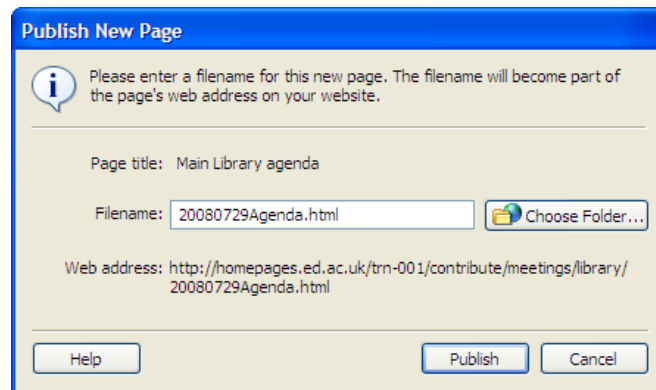 Publish New Page
Please enter a filename for this new page. The filename will become part of
the page's web address on your website.
Page title: Main Library agenda
Filename: 20080729Agenda.html Choose Folder...
Web address: http://homepages.ed.ac.uk/trn-001/contribute/meetings/library/
20080729Agenda.html
Help Publish Cancel